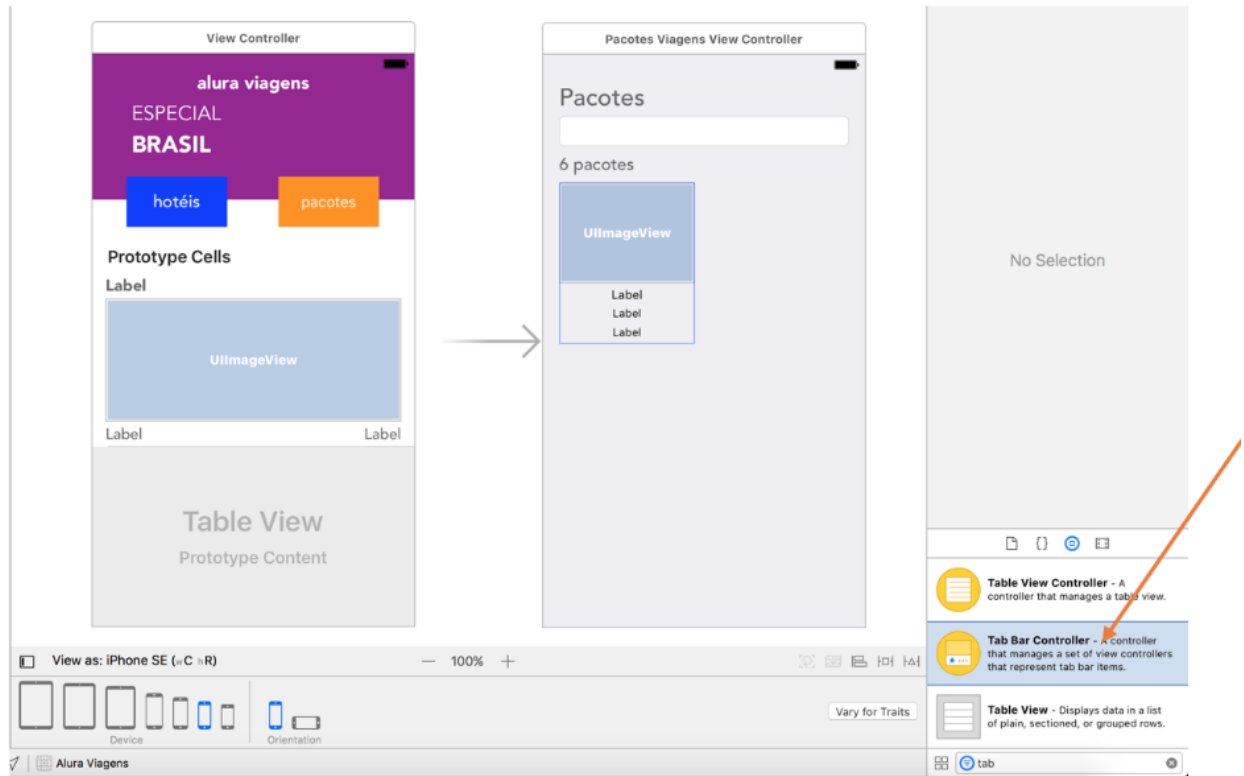 View Controller
alura viagens
ESPECIAL
BRASIL
hotéis
pacotes
Prototype Cells
Label
UIImageView
Label
Label
Table View
Prototype Content
Pacotes Viagens View Controller
Pacotes
6 pacotes
UIImageView
Label
Label
Label
No Selection
{}
Table View Controller - A
controller that manages a table view.
Tab Bar Controller - A controller
that manages a set of view controllers
that represent tab bar items.
Table View - Displays data in a list
of plain, sectioned, or grouped rows.
View as: iPhone SE (wC hR)
— 100% +
Device
Orientation
Vary for Traits
Alura Viagens
tab